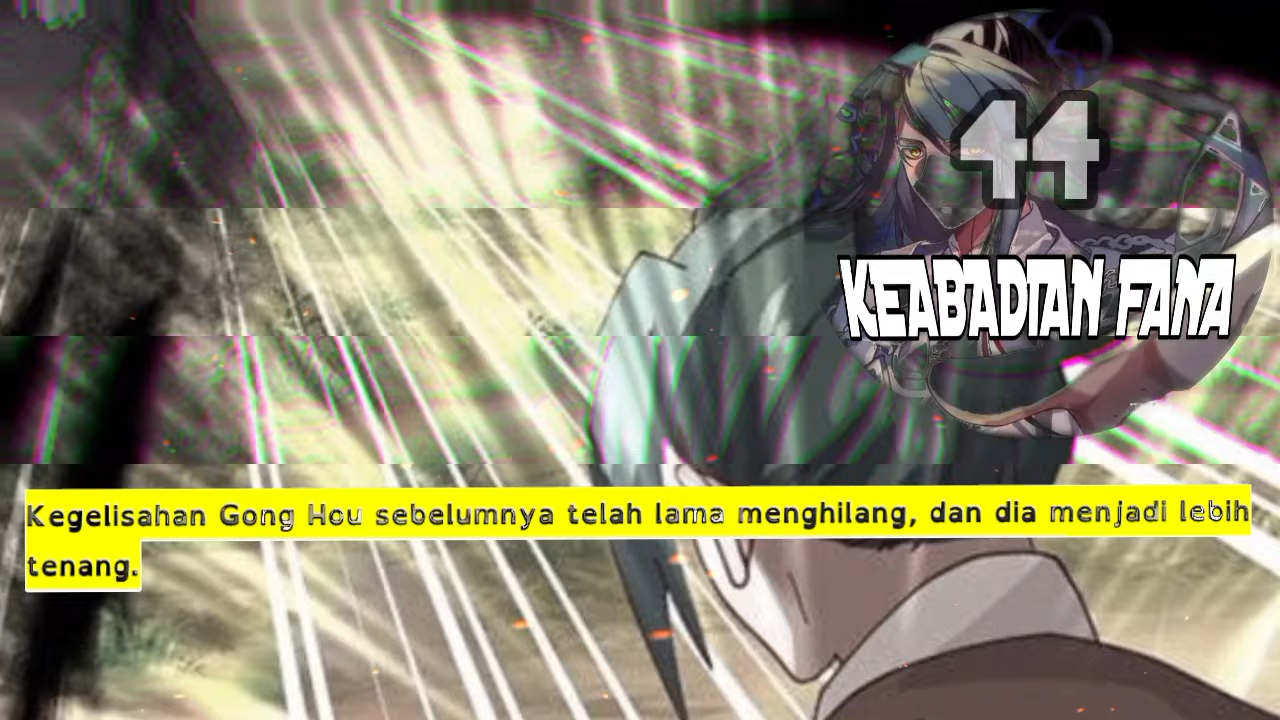 44
KEABADIAN FANA
Kegelisahan Gong Hou sebelumnya telah lama menghilang, dan dia menjadi lebih
tenang.